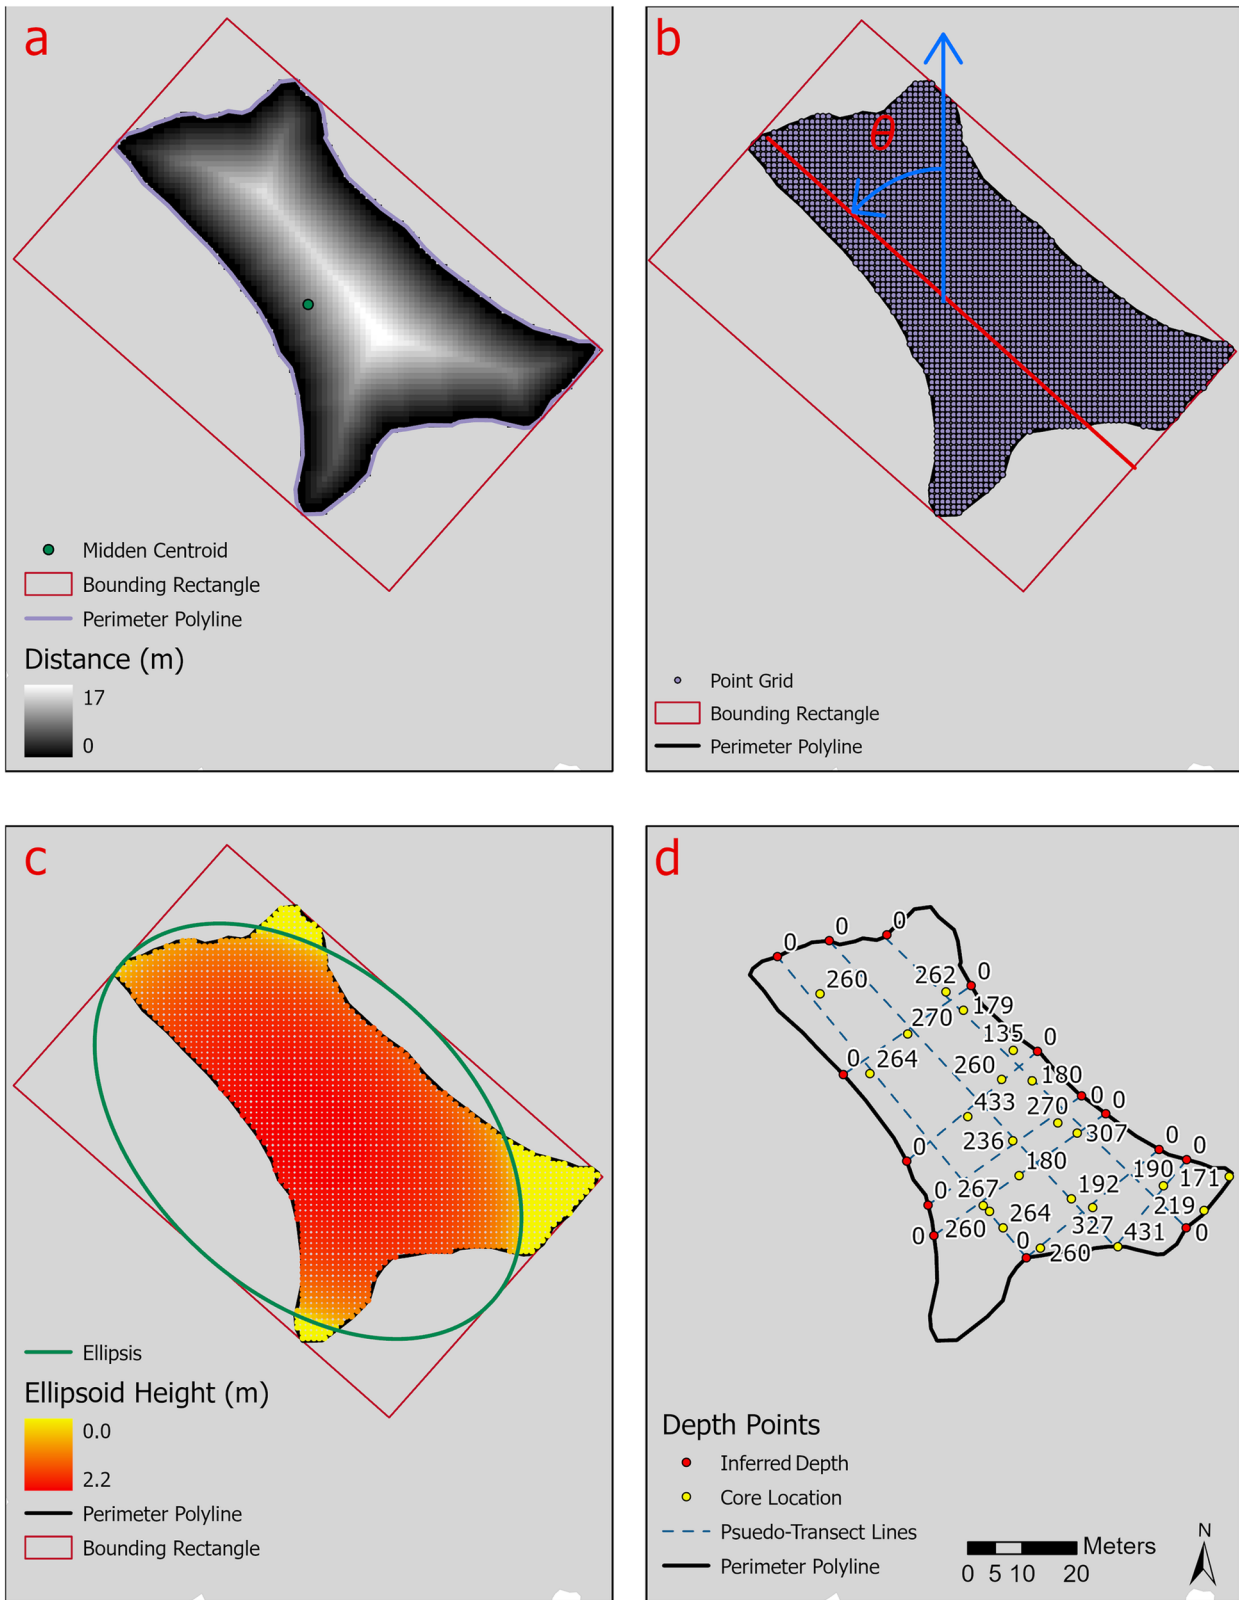 a
Midden Centroid
Bounding Rectangle
Perimeter Polyline
Distance (m)
17
0
b
θ
Point Grid
Bounding Rectangle
Perimeter Polyline
c
Ellipsis
Ellipsoid Height (m)
0.0
2.2
Perimeter Polyline
Bounding Rectangle
d
0
0
0
260
262
0
179
270
135
0
0
264
260
180
433
270
0
0
236
307
0
0
0
180
190
171
0
267
192
219
0
260
264
327
431
0
0
260
Depth Points
Inferred Depth
Core Location
Psuedo-Transect Lines
Perimeter Polyline
N
Meters
0 5 10 20